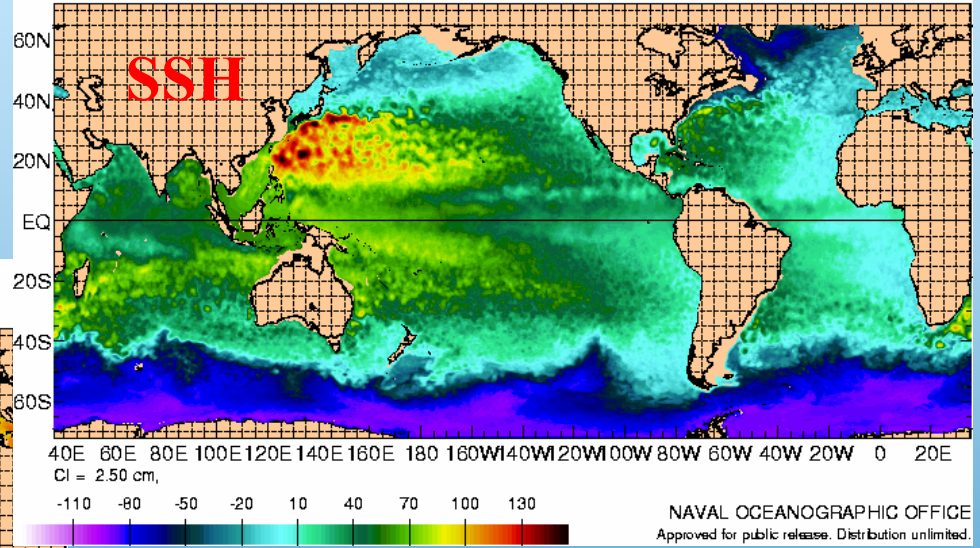 SSH
60N
40N
20N
EQ
20S
40S
60S
40E 60E 80E 100E 120E 140E 160E 180 160W 140W 120W 100W 80W 60W 40W 20W 0 20E
CI = 2.50 cm,
-110 -80 -50 -20 10 40 70 100 130
NAVAL OCEANOGRAPHIC OFFICE
Approved for public release. Distribution unlimited.